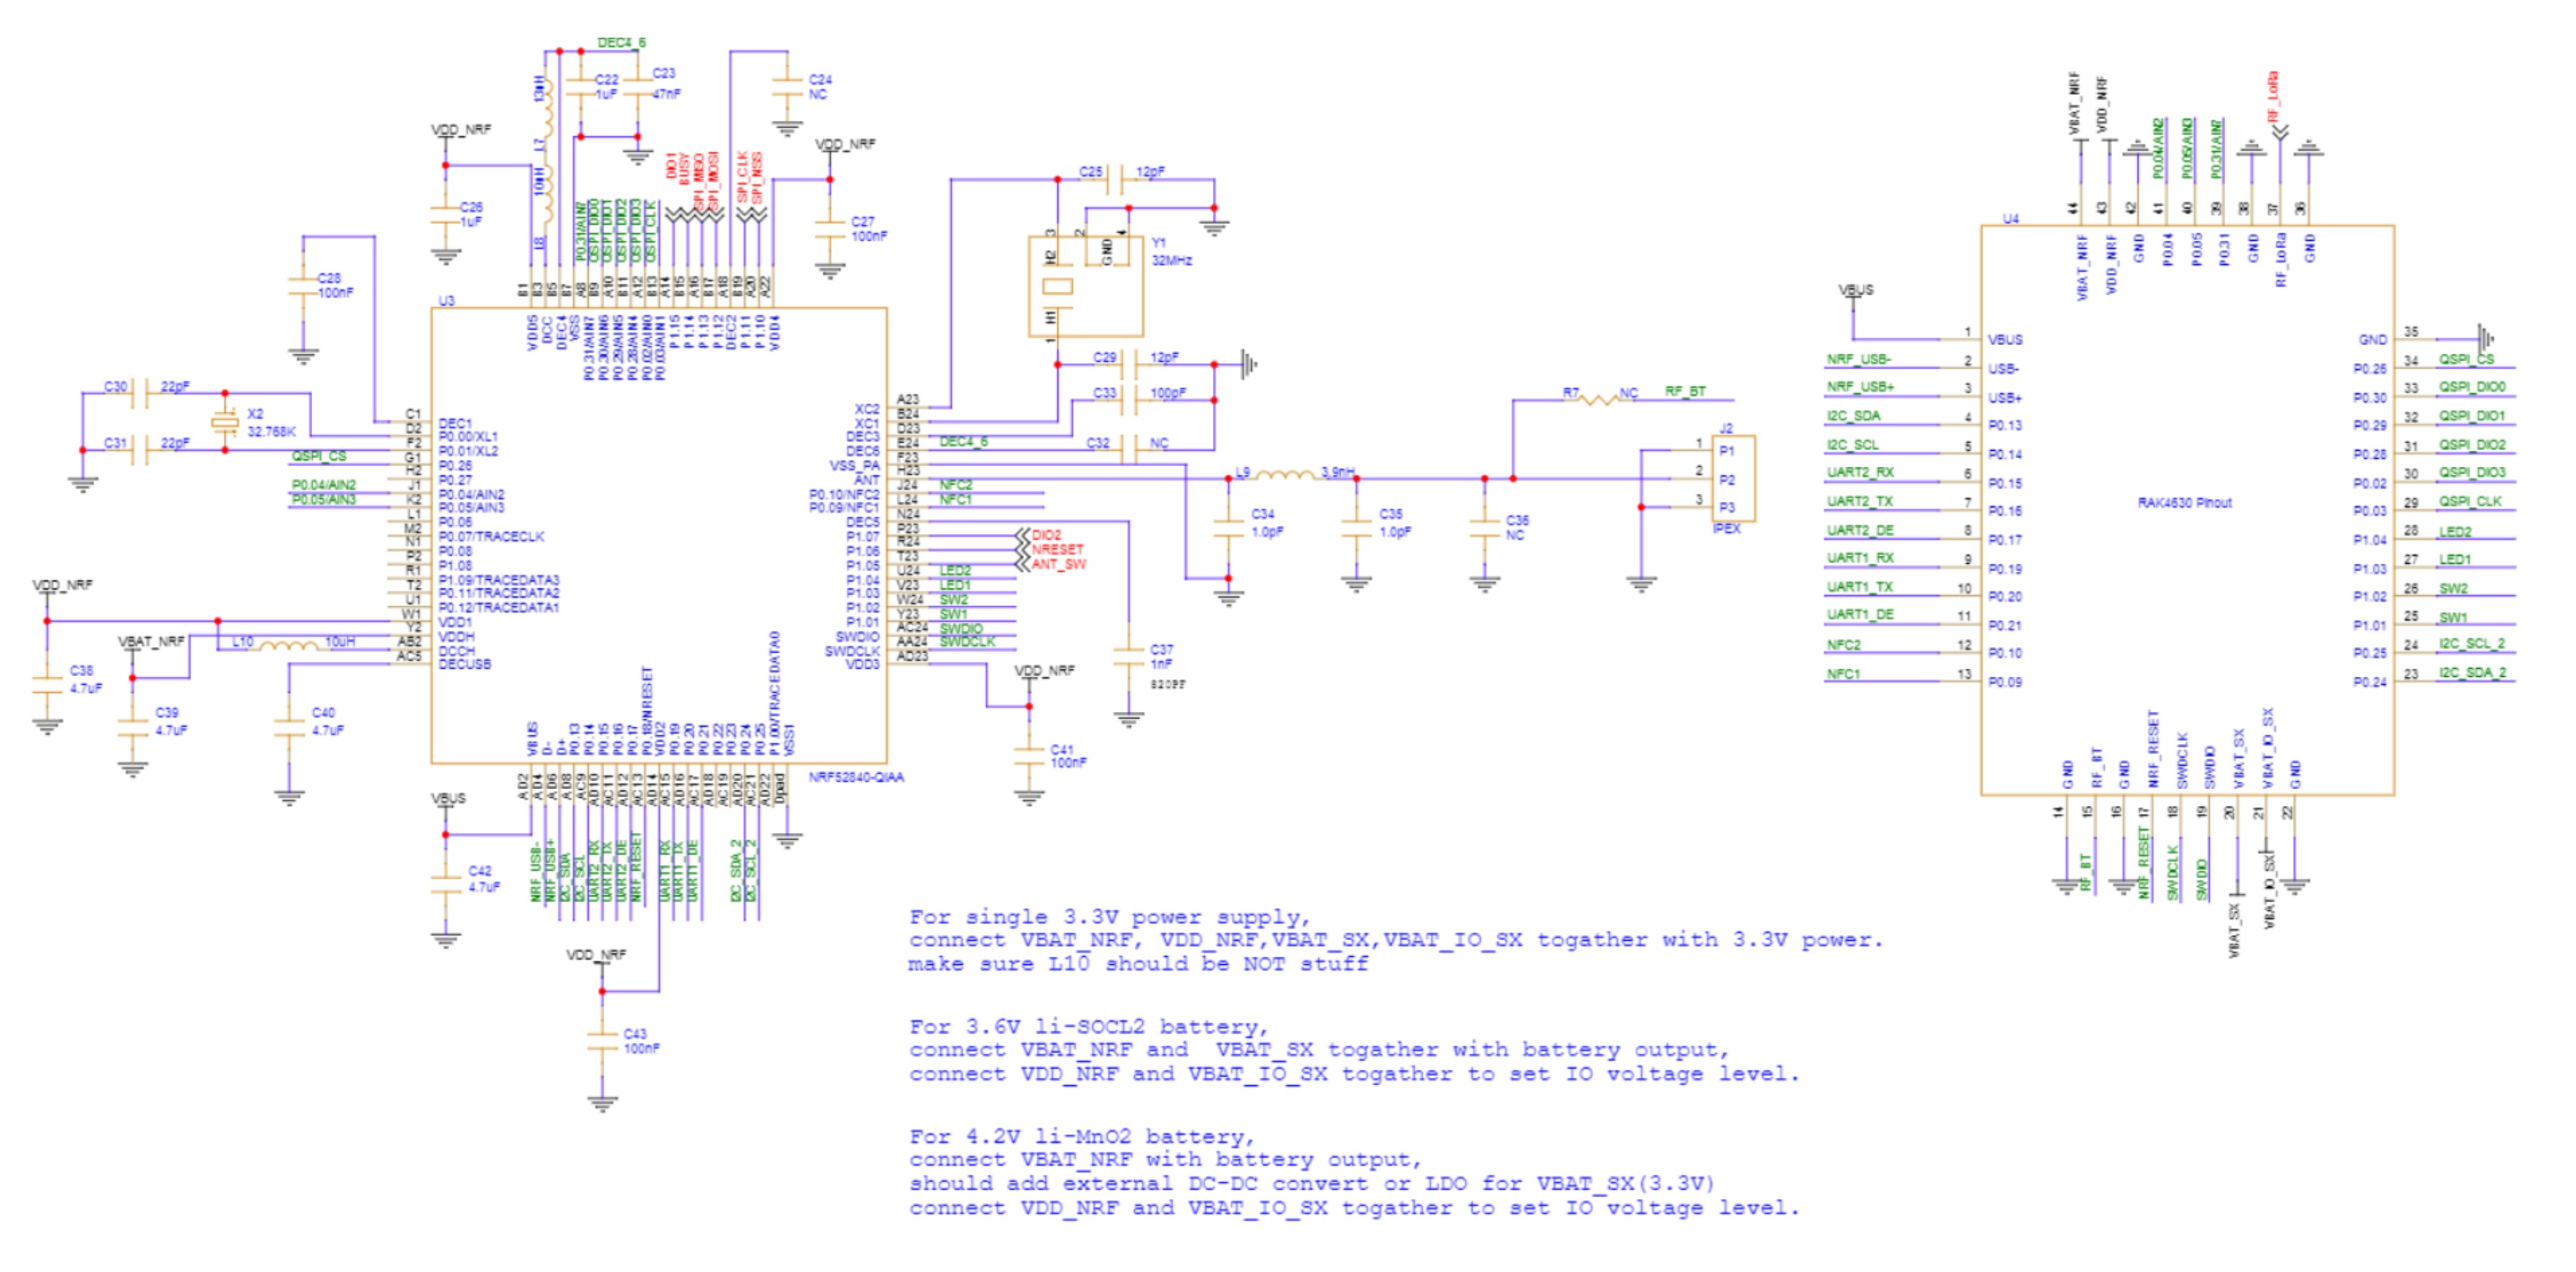 DEC4_6
C22
1uF
C23
47nF
C24
NC
13nH
L7
10nH
L8
VDD_NRF
C26
1uF
VDD_NRF
C27
100nF
C28
100nF
P0.31/AIN7
QSPI_DIO0
QSPI_DIO1
QSPI_DIO2
QSPI_DIO3
QSPI_CLK
DIO1
BUSY
SPI_MISO
SPI_MOSI
SPI_CLK
SPI_NSS
B1
B3
B5
B7
A8
B9
A10
B11
A12
B13
A14
B15
A16
B17
A18
B19
A20
A22
U3
VDD5
DCC
DEC4
VSS
P0.31/AIN7
P0.30/AIN6
P0.29/AIN5
P0.28/AIN4
P0.02/AIN0
P0.03/AIN1
P1.15
P1.14
P1.13
P1.12
DEC2
P1.11
P1.10
VDD4
C30
22pF
C31
22pF
X2
32.768K
QSPI_CS
P0.04/AIN2
P0.05/AIN3
C1
D2
F2
G1
H2
J1
K2
L1
M2
N1
P2
R1
T2
U1
W1
Y2
AB2
AC5
DEC1
P0.00/XL1
P0.01/XL2
P0.26
P0.27
P0.04/AIN2
P0.05/AIN3
P0.06
P0.07/TRACECLK
P0.08
P1.08
P1.09/TRACEDATA3
P0.11/TRACEDATA2
P0.12/TRACEDATA1
VDD1
VDDH
DCCH
DECUSB
VDD_NRF
VBAT_NRF
L10
10uH
C38
4.7uF
C39
4.7uF
C40
4.7uF
XC2
XC1
DEC3
DEC6
VSS_PA
ANT
P0.10/NFC2
P0.09/NFC1
DEC5
P1.07
P1.06
P1.05
P1.04
P1.03
P1.02
P1.01
SWDIO
SWDCLK
VDD3
A23
B24
D23
E24
F23
H23
J24
L24
N24
P23
R24
T23
U24
V23
W24
Y23
AC24
AA24
AD23
DEC4_6
NFC2
NFC1
DIO2
NRESET
ANT_SW
LED2
LED1
SW2
SW1
SWDIO
SWDCLK
C25
12pF
3
2
4
H2
GND
H1
1
Y1
32MHz
C29
12pF
C33
100pF
C32
NC
L9
3.9nH
C34
1.0pF
C35
1.0pF
C36
NC
R7
NC
RF_BT
J2
1
P1
2
P2
3
P3
IPEX
C37
1nF
820PF
VDD_NRF
C41
100nF
VBUS
D-
D+
P0.13
P0.14
P0.15
P0.16
P0.17
P0.18/NRESET
VDD2
P0.19
P0.20
P0.21
P0.22
P0.23
P0.24
P0.25
P1.00/TRACEDATA0
VSS1
NRF52840-QIAA
AD2
AD4
AD6
AD8
AC9
AD10
AC11
AD12
AC13
AD14
AC15
AD16
AC17
AD18
AC19
AD20
AC21
AD22
Dpad
VBUS
C42
4.7uF
NRF_USB-
NRF_USB+
I2C_SDA
I2C_SCL
UART2_RX
UART2_TX
UART2_DE
NRF_RESET
UART1_RX
UART1_TX
UART1_DE
I2C_SDA_2
I2C_SCL_2
VDD_NRF
C43
100nF
For single 3.3V power supply,
connect VBAT_NRF, VDD_NRF,VBAT_SX,VBAT_IO_SX togather with 3.3V power.
make sure L10 should be NOT stuff
For 3.6V li-SOCL2 battery,
connect VBAT_NRF and VBAT_SX togather with battery output,
connect VDD_NRF and VBAT_IO_SX togather to set IO voltage level.
For 4.2V li-MnO2 battery,
connect VBAT_NRF with battery output,
should add external DC-DC convert or LDO for VBAT_SX(3.3V)
connect VDD_NRF and VBAT_IO_SX togather to set IO voltage level.
VBAT_NRF
VDD_NRF
P0.04/AIN2
P0.05/AIN3
P0.31/AIN7
RF_LoRa
44
43
42
41
40
39
38
37
36
U4
VBAT_NRF
VDD_NRF
GND
P0.04
P0.05
P0.31
GND
RF_LoRa
GND
VBUS
1
VBUS
NRF_USB-
2
USB-
NRF_USB+
3
USB+
I2C_SDA
4
P0.13
I2C_SCL
5
P0.14
UART2_RX
6
P0.15
UART2_TX
7
P0.16
UART2_DE
8
P0.17
UART1_RX
9
P0.19
UART1_TX
10
P0.20
UART1_DE
11
P0.21
NFC2
12
P0.10
NFC1
13
P0.09
RAK4630 Pinout
GND
35
P0.26
34
QSPI_CS
P0.30
33
QSPI_DIO0
P0.29
32
QSPI_DIO1
P0.28
31
QSPI_DIO2
P0.02
30
QSPI_DIO3
P0.03
29
QSPI_CLK
P1.04
28
LED2
P1.03
27
LED1
P1.02
26
SW2
P1.01
25
SW1
P0.25
24
I2C_SCL_2
P0.24
23
I2C_SDA_2
GND
RF_BT
GND
NRF_RESET
SWDCLK
SWDIO
VBAT_SX
VBAT_IO_SX
GND
14
15
16
17
18
19
20
21
22
RF_BT
NRF_RESET
SWDCLK
SWDIO
VBAT_SX
VBAT_IO_SX